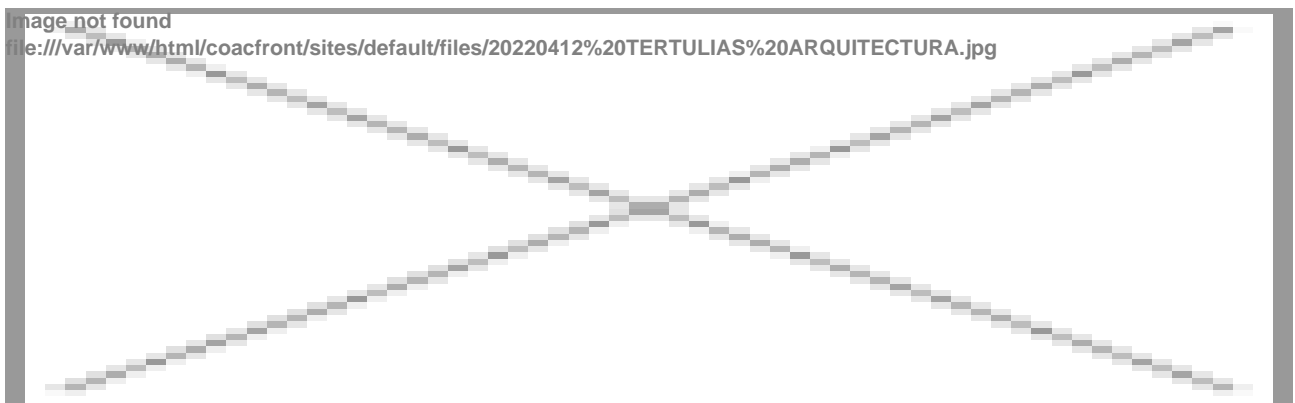 Image not found
file:///var/www/html/coacfront/sites/default/files/20220412%20TERTULIAS%20ARQUITECTURA.jpg